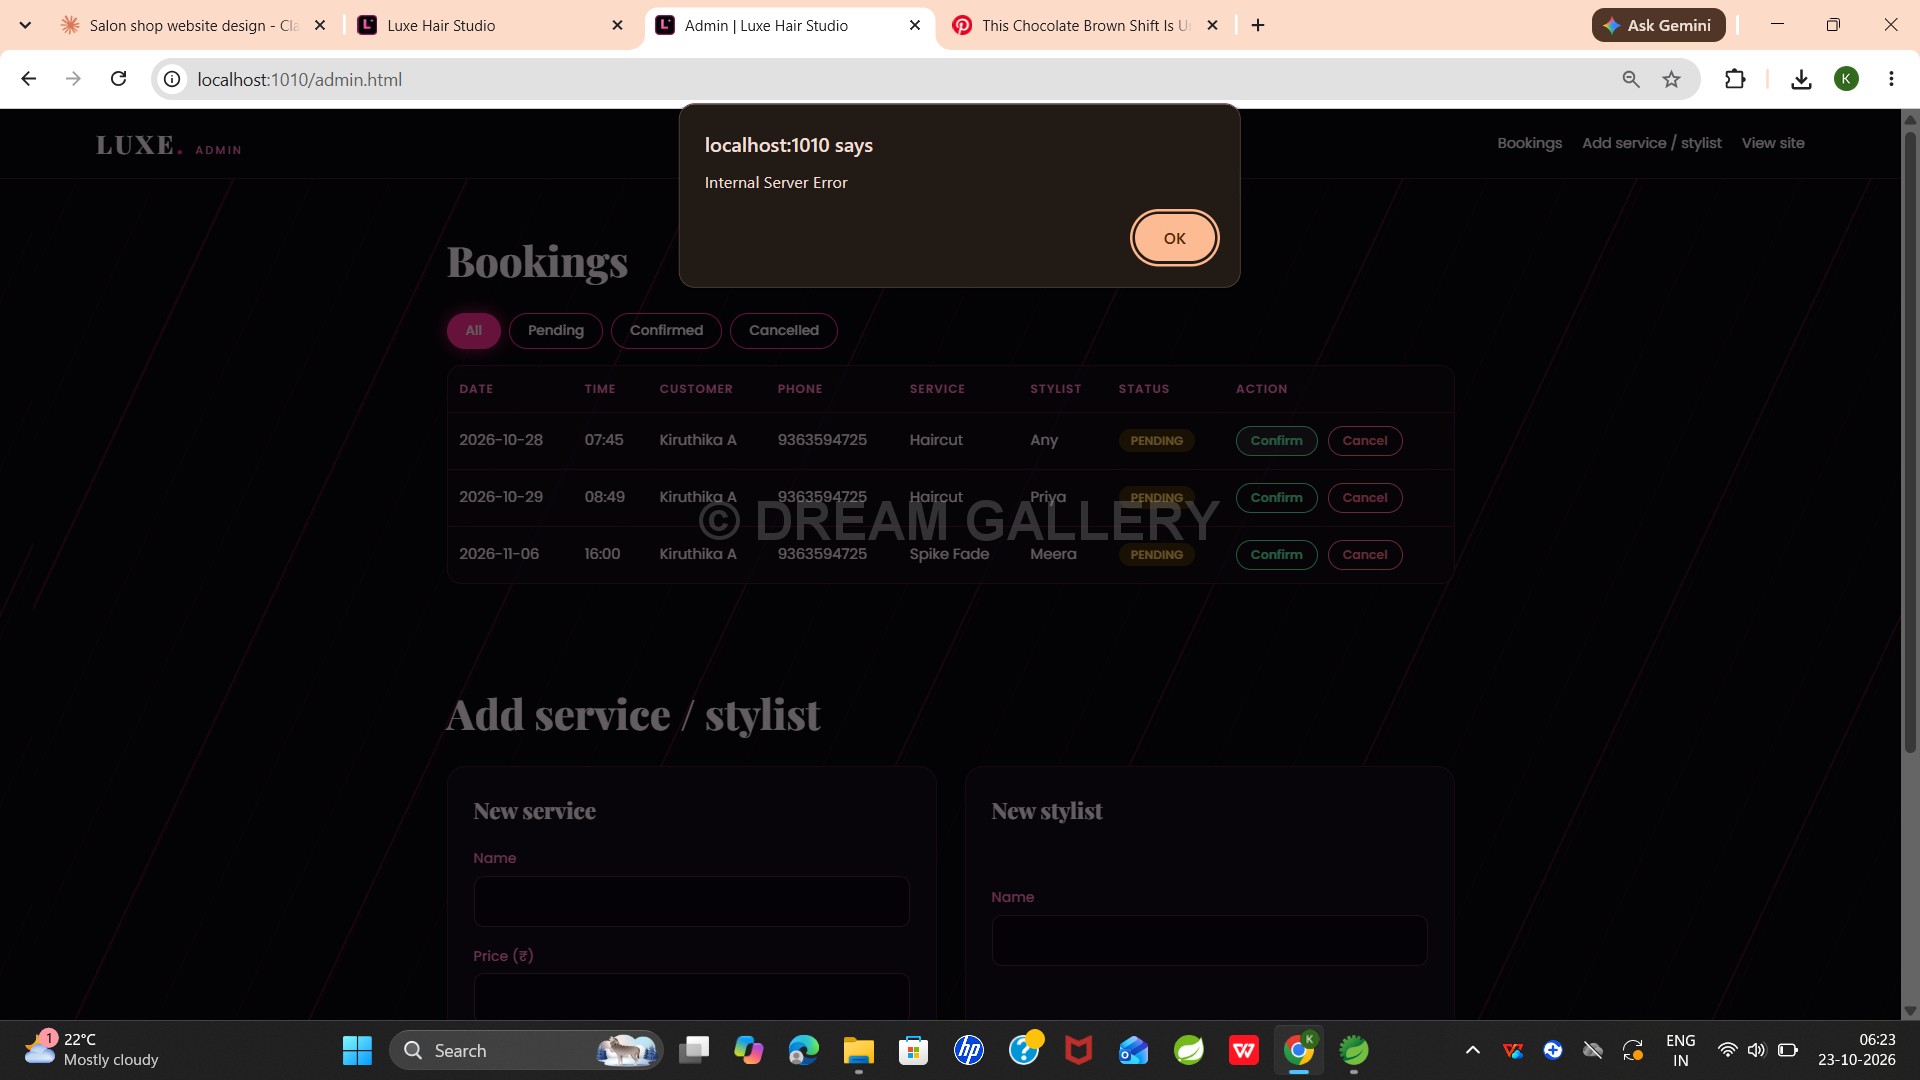 Salon shop website design - Cla
Luxe Hair Studio
Admin | Luxe Hair Studio
This Chocolate Brown Shift Is Ur
Ask Gemini
localhost:1010/admin.html
K
LUXE. ADMIN
Bookings
Add service / stylist
View site
localhost:1010 says
Internal Server Error
OK
Bookings
All
Pending
Confirmed
Cancelled
DATE TIME CUSTOMER PHONE SERVICE STYLIST STATUS ACTION
2026-10-28 07:45 Kiruthika A 9363594725 Haircut Any PENDING Confirm Cancel
2026-10-29 08:49 Kiruthika A 9363594725 Haircut Priya PENDING Confirm Cancel
© DREAM GALLERY
2026-11-06 16:00 Kiruthika A 9363594725 Spike Fade Meera PENDING Confirm Cancel
Add service / stylist
New service
Name
Price (₹)
New stylist
Name
1
22°C
Mostly cloudy
Search
hp
K
ENG
IN
06:23
23-10-2026